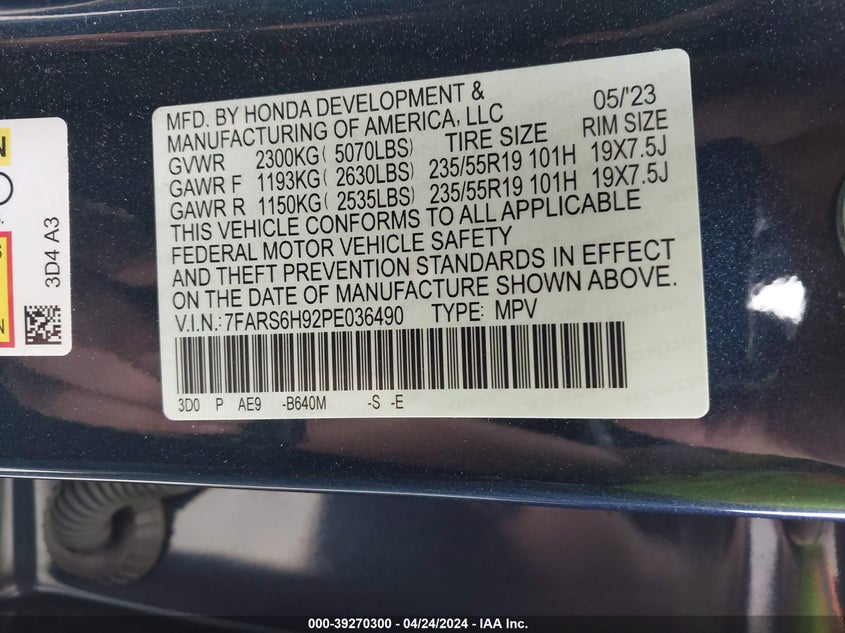 MFD. BY HONDA DEVELOPMENT & 05/'23
MANUFACTURING OF AMERICA, LLC TIRE SIZE RIM SIZE
GVWR 2300KG( 5070LBS)
GAWR F 1193KG( 2630LBS) 235/55R19 101H 19X7.5J
GAWR R 1150KG( 2535LBS) 235/55R19 101H 19X7.5J
THIS VEHICLE CONFORMS TO ALL APPLICABLE
FEDERAL MOTOR VEHICLE SAFETY
AND THEFT PREVENTION STANDARDS IN EFFECT
ON THE DATE OF MANUFACTURE SHOWN ABOVE.
V.I.N.:7FARS6H92PE036490 TYPE: MPV
3D0 P AE9 -B640M -S -E
3D4 A3
000-39270300 - 04/24/2024 - IAA Inc.